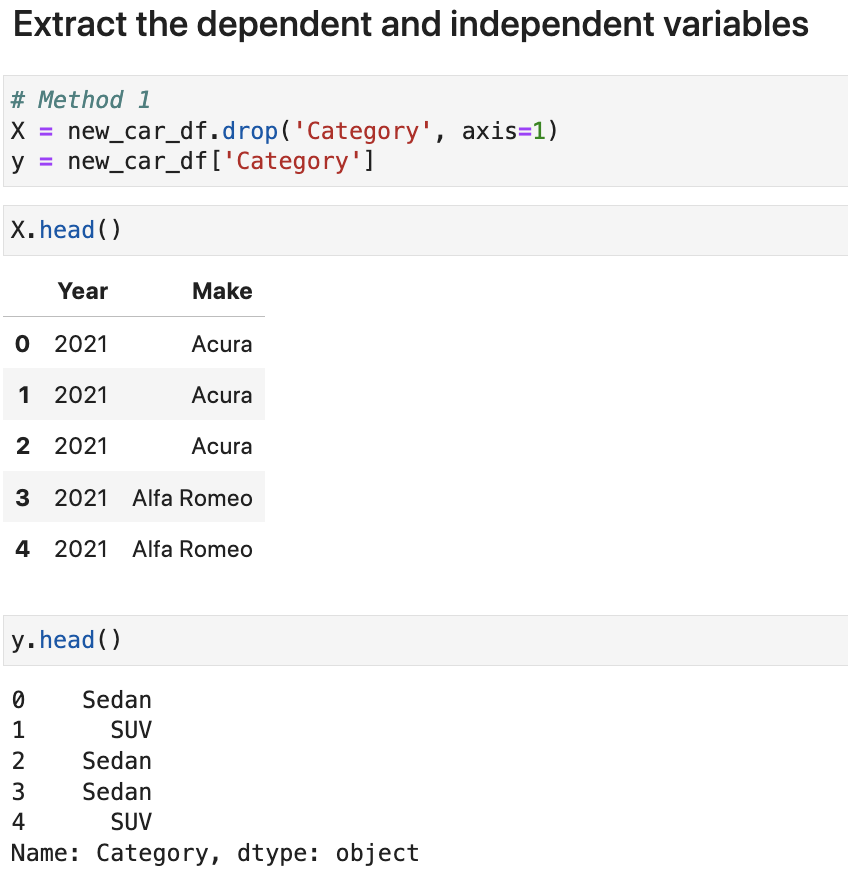 Extract the dependent and independent variables
# Method 1
X = new_car_df.drop('Category', axis=1)
y = new_car_df['Category']
X.head()
Year Make
0 2021 Acura
1 2021 Acura
2 2021 Acura
3 2021 Alfa Romeo
4 2021 Alfa Romeo
y.head()
0 Sedan
1 SUV
2 Sedan
3 Sedan
4 SUV
Name: Category, dtype: object